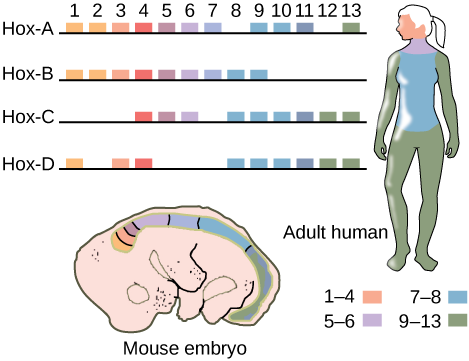 1 2 3 4 5 6 7 8 9 10 11 12 13
Hox-A
Hox-B
Hox-C
Hox-D
Adult human
1–4 7–8
5–6 9–13
Mouse embryo